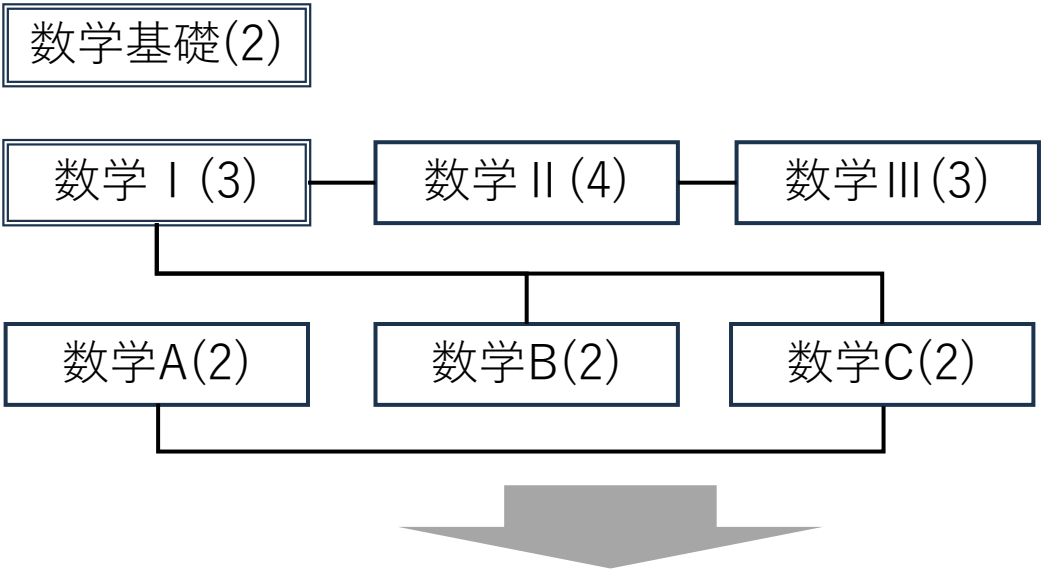 数学基礎(2)
数学Ⅰ(3)
数学Ⅱ(4)
数学Ⅲ(3)
数学A(2)
数学B(2)
数学C(2)